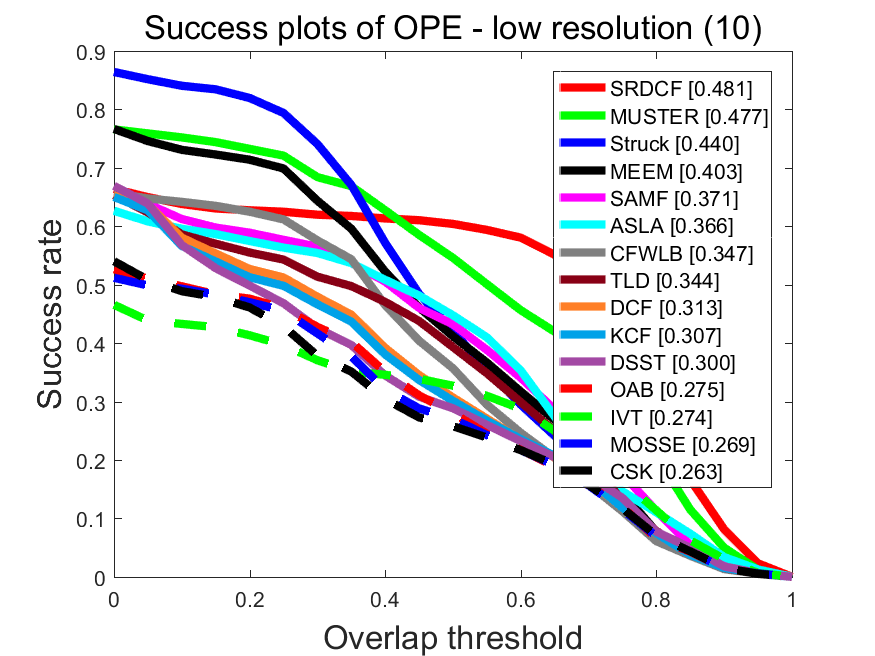 Success plots of OPE - low resolution (10)
0.9
0.8
0.7
0.6
0.5
0.4
0.3
0.2
0.1
0
Success rate
SRDCF [0.481]
MUSTER [0.477]
Struck [0.440]
MEEM [0.403]
SAMF [0.371]
ASLA [0.366]
CFWLB [0.347]
TLD [0.344]
DCF [0.313]
KCF [0.307]
DSST [0.300]
OAB [0.275]
IVT [0.274]
MOSSE [0.269]
CSK [0.263]
0 0.2 0.4 0.6 0.8 1
Overlap threshold